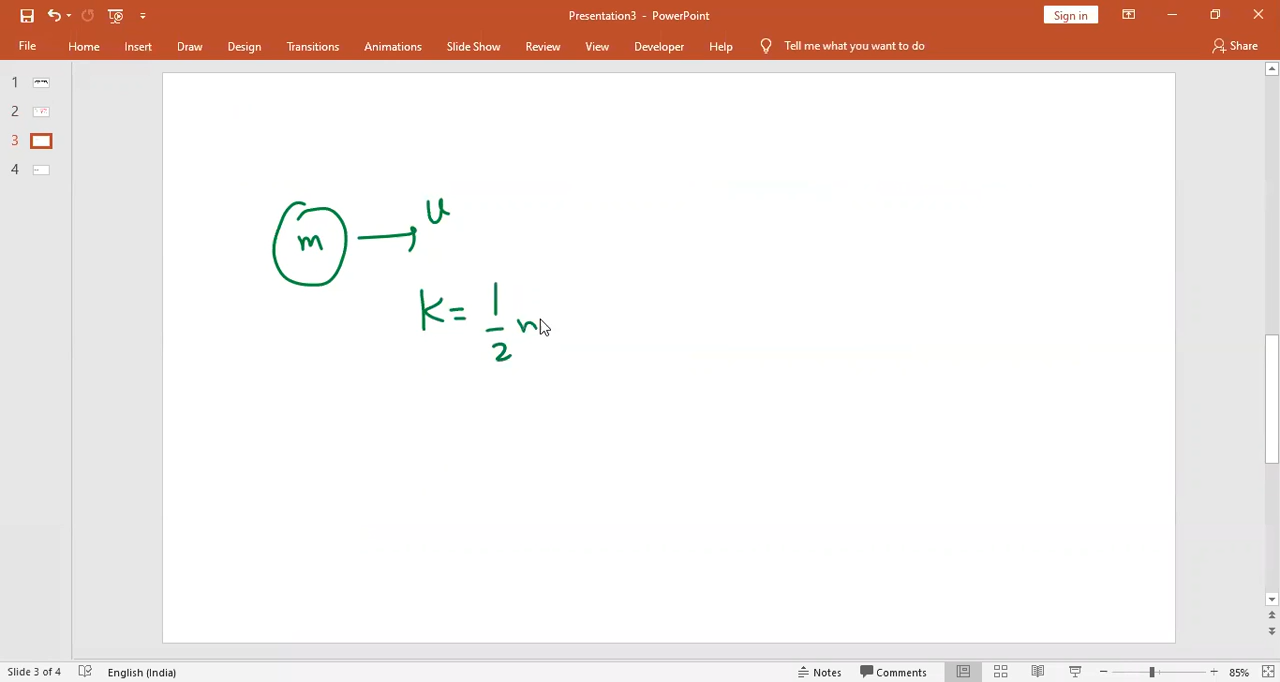 Presentation3 - PowerPoint
Sign in
File Home Insert Draw Design Transitions Animations Slide Show Review View Developer Help Tell me what you want to do Share
1
2
3
4
u
m
K = 1/2 m
Slide 3 of 4 English (India) Notes Comments 85%